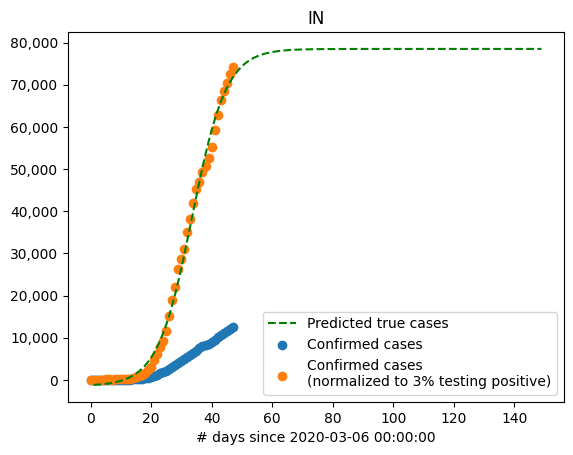 IN
80,000
70,000
60,000
50,000
40,000
30,000
20,000
10,000
0
Predicted true cases
Confirmed cases
Confirmed cases
(normalized to 3% testing positive)
0 20 40 60 80 100 120 140
# days since 2020-03-06 00:00:00